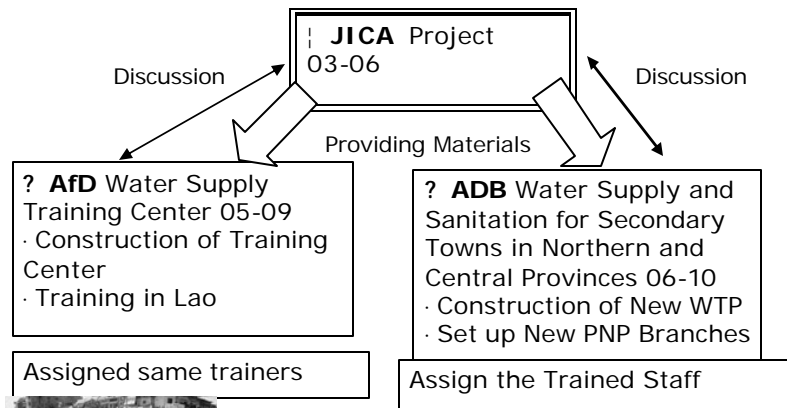 ¦ JICA Project
03-06
Discussion
Discussion
Providing Materials
? AfD Water Supply
Training Center 05-09
· Construction of Training
Center
· Training in Lao
? ADB Water Supply and
Sanitation for Secondary
Towns in Northern and
Central Provinces 06-10
· Construction of New WTP
· Set up New PNP Branches
Assigned same trainers
Assign the Trained Staff